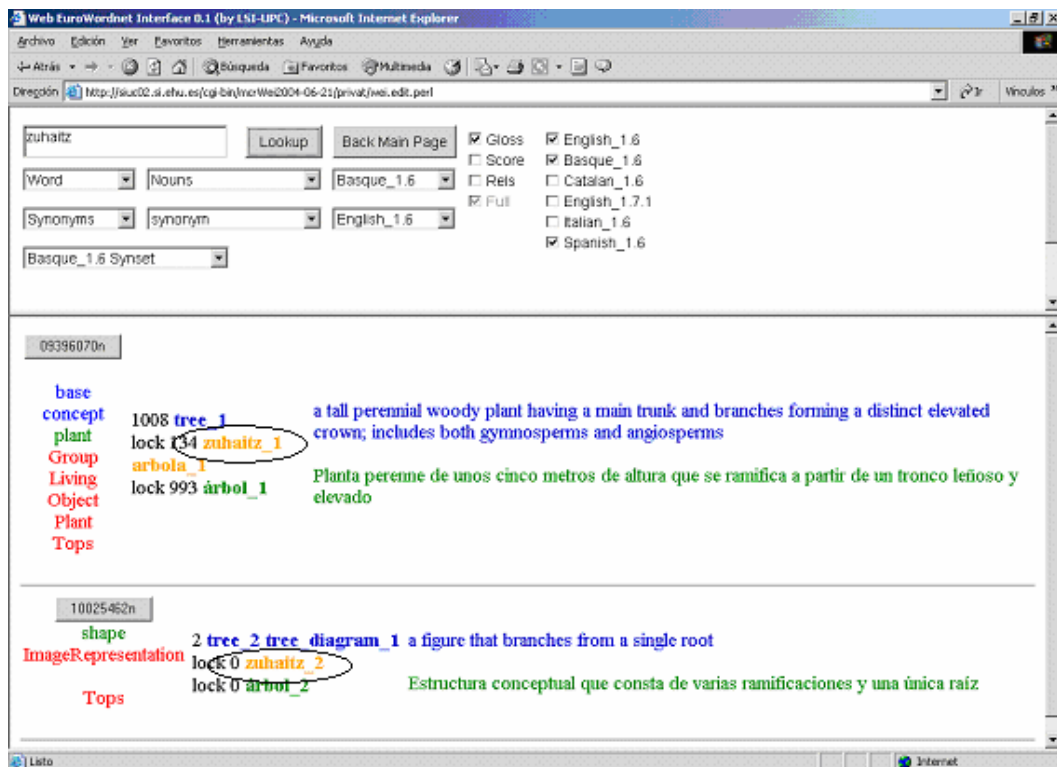 Web EuroWordnet Interface 0.1 (by LSI-UPC) - Microsoft Internet Explorer
Archivo Edición Ver Favoritos Herramientas Ayuda
Atrás Búsqueda Favoritos Multimedia
Dirección http://siuc02.si.ehu.es/cgi-bin/mcrWei2004-06-21/privat/wei.edit.perl Ir Vínculos »
zuhaitz Lookup Back Main Page Gloss English_1.6
Score Basque_1.6
Word Nouns Basque_1.6 Rels Catalan_1.6
Full English_1.7.1
Synonyms synonym English_1.6 Italian_1.6
Spanish_1.6
Basque_1.6 Synset
09396070n
base
concept
plant
Group
Living
Object
Plant
Tops
1008 tree_1
lock 134 zuhaitz_1
arbola_1
lock 993 árbol_1
a tall perennial woody plant having a main trunk and branches forming a distinct elevated
crown; includes both gymnosperms and angiosperms
Planta perenne de unos cinco metros de altura que se ramifica a partir de un tronco leñoso y
elevado
10025462n
shape
ImageRepresentation
Tops
2 tree_2 tree_diagram_1 a figure that branches from a single root
lock 0 zuhaitz_2
lock 0 árbol_2 Estructura conceptual que consta de varias ramificaciones y una única raíz
Listo Internet